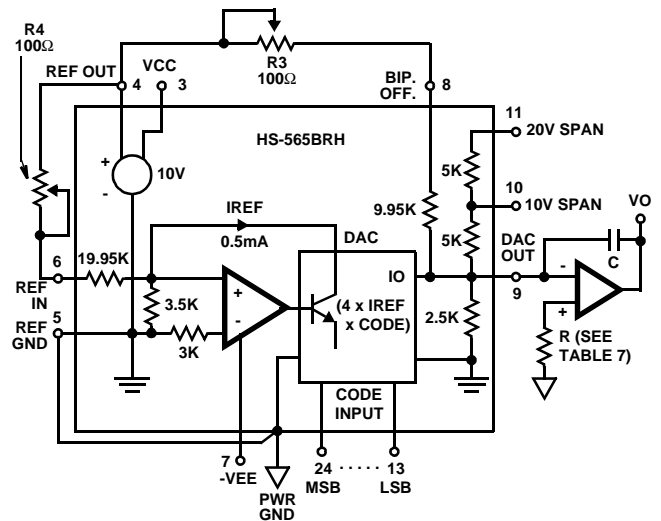 R4
100Ω
R3
100Ω
REF OUT
4
VCC
3
BIP.
OFF.
8
11
20V SPAN
HS-565BRH
+
-
10V
5K
10
10V SPAN
VO
IREF
0.5mA
9.95K
5K
DAC
OUT
9
C
6
19.95K
REF
IN
DAC
IO
(4 x IREF
x CODE)
+
-
3.5K
5
REF
GND
3K
2.5K
-
+
R (SEE
TABLE 7)
CODE
INPUT
7
-VEE
PWR
GND
24 . . . . . 13
MSB
LSB